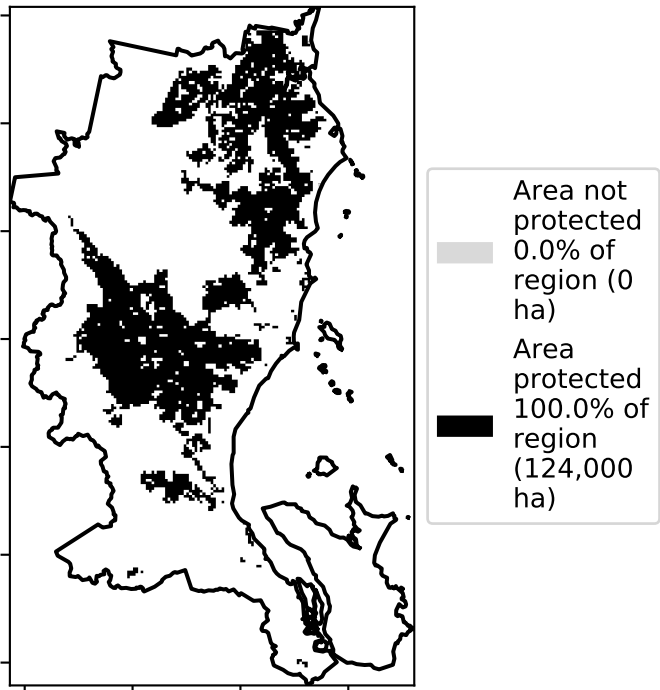 Area not
protected
0.0% of
region (0
ha)
Area
protected
100.0% of
region
(124,000
ha)